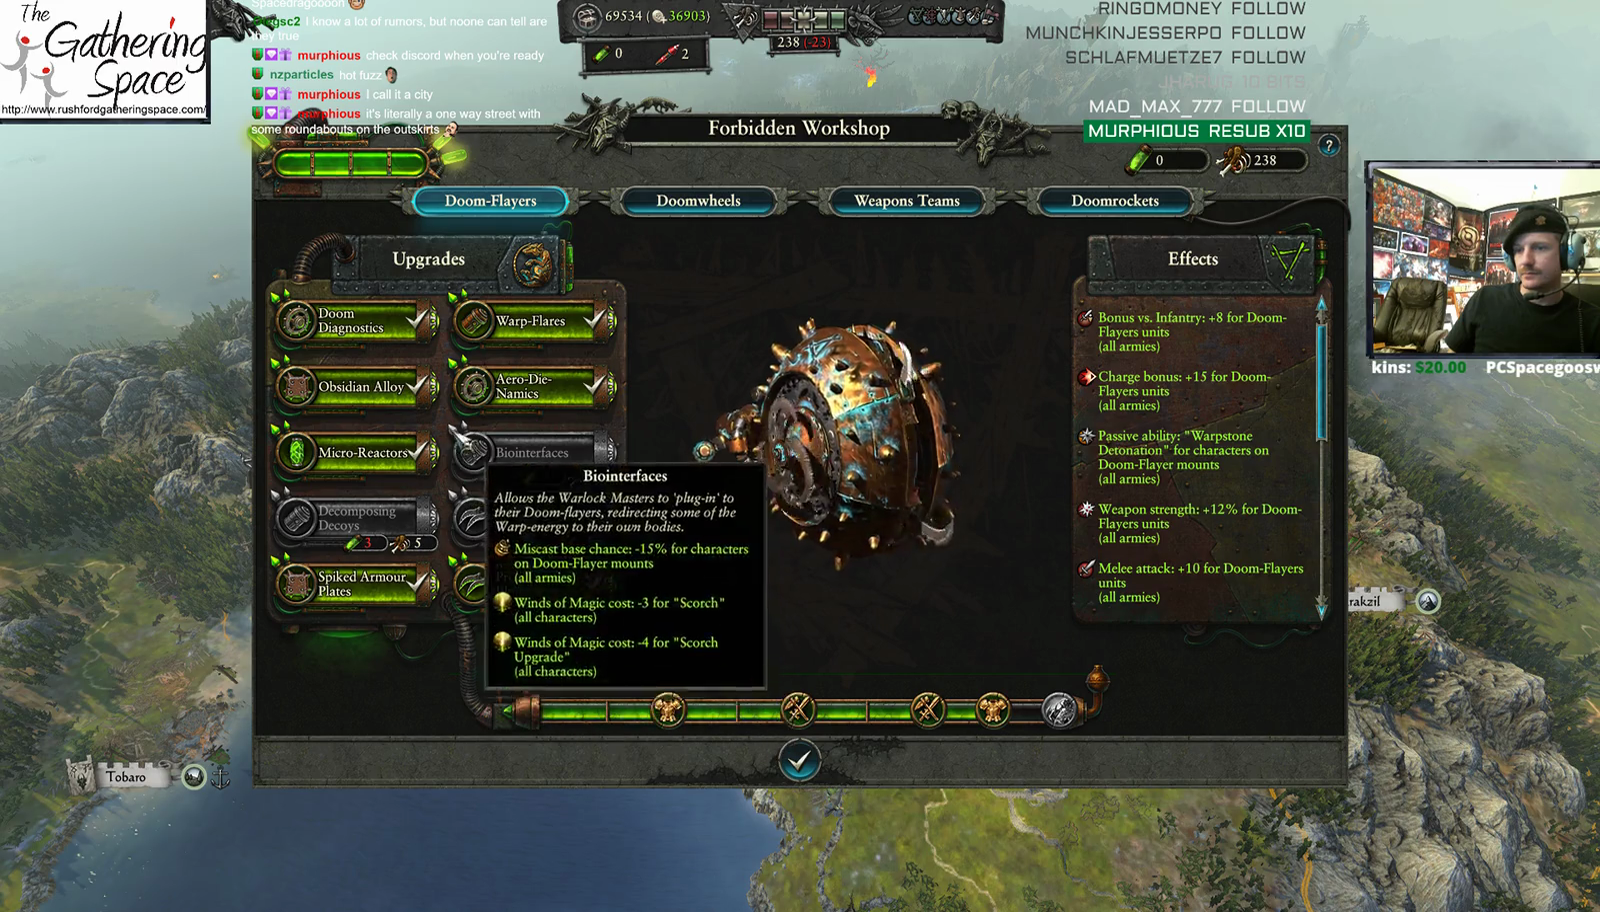 The
Gathering
Space
http://www.rushfordgatheringspace.com/
I know a lot of rumors, but noone can tell are
they true
murphious check discord when you're ready
nzparticles hot fuzz
murphious I call it a city
murphious it's literally a one way street with
some roundabouts on the outskirts
69534 (36903)
0
2
238 (-23)
RINGOMONEY FOLLOW
MUNCHKINJESSERPO FOLLOW
SCHLAFMUETZE7 FOLLOW
MAD_MAX_777 FOLLOW
MURPHIOUS RESUB X10
Forbidden Workshop
?
0
238
Doom-Flayers
Doomwheels
Weapons Teams
Doomrockets
Upgrades
Doom
Diagnostics
Warp-Flares
Obsidian Alloy
Aero-Die-
Namics
Micro-Reactors
Biointerfaces
Decomposing
Decoys
3
5
Spiked Armour
Plates
Biointerfaces
Allows the Warlock Masters to 'plug-in' to
their Doom-flayers, redirecting some of the
Warp-energy to their own bodies.
Miscast base chance: -15% for characters
on Doom-Flayer mounts
(all armies)
Winds of Magic cost: -3 for "Scorch"
(all characters)
Winds of Magic cost: -4 for "Scorch
Upgrade"
(all characters)
Effects
Bonus vs. Infantry: +8 for Doom-
Flayers units
(all armies)
Charge bonus: +15 for Doom-
Flayers units
(all armies)
Passive ability: "Warpstone
Detonation" for characters on
Doom-Flayer mounts
(all armies)
Weapon strength: +12% for Doom-
Flayers units
(all armies)
Melee attack: +10 for Doom-Flayers
units
(all armies)
kins: $20.00 PCSpacegoosw
rakzil
Tobaro